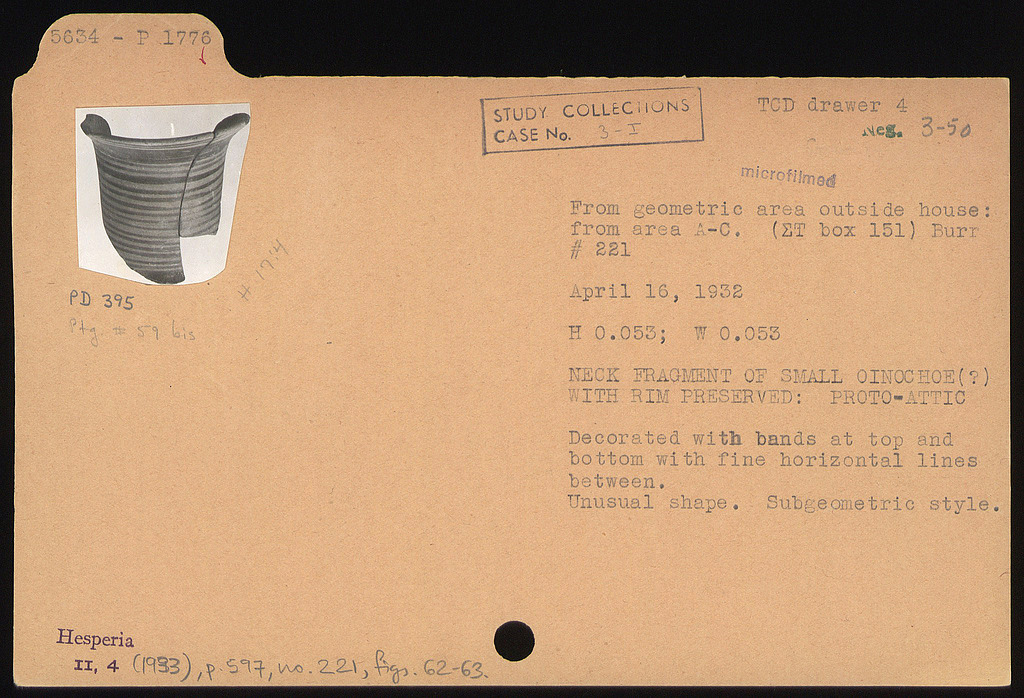 5634 - P 1776
STUDY COLLECTIONS
CASE No. 3-I
TCD drawer 4
Neg. 3-50
microfilmed
From geometric area outside house:
from area A-C. (ΣT box 151) Burr
# 221
April 16, 1932
H 0.053; W 0.053
NECK FRAGMENT OF SMALL OINOCHOE(?)
WITH RIM PRESERVED: PROTO-ATTIC
Decorated with bands at top and
bottom with fine horizontal lines
between.
Unusual shape. Subgeometric style.
PD 395
Ptg. # 59 bis
Hesperia
II, 4 (1933), p. 597, no. 221, figs. 62-63.